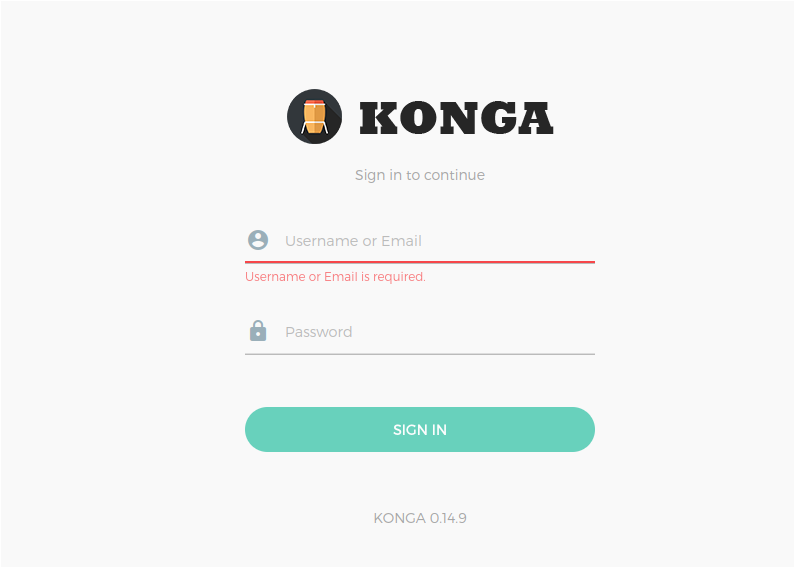 KONGA
Sign in to continue
Username or Email
Username or Email is required.
Password
SIGN IN
KONGA 0.14.9